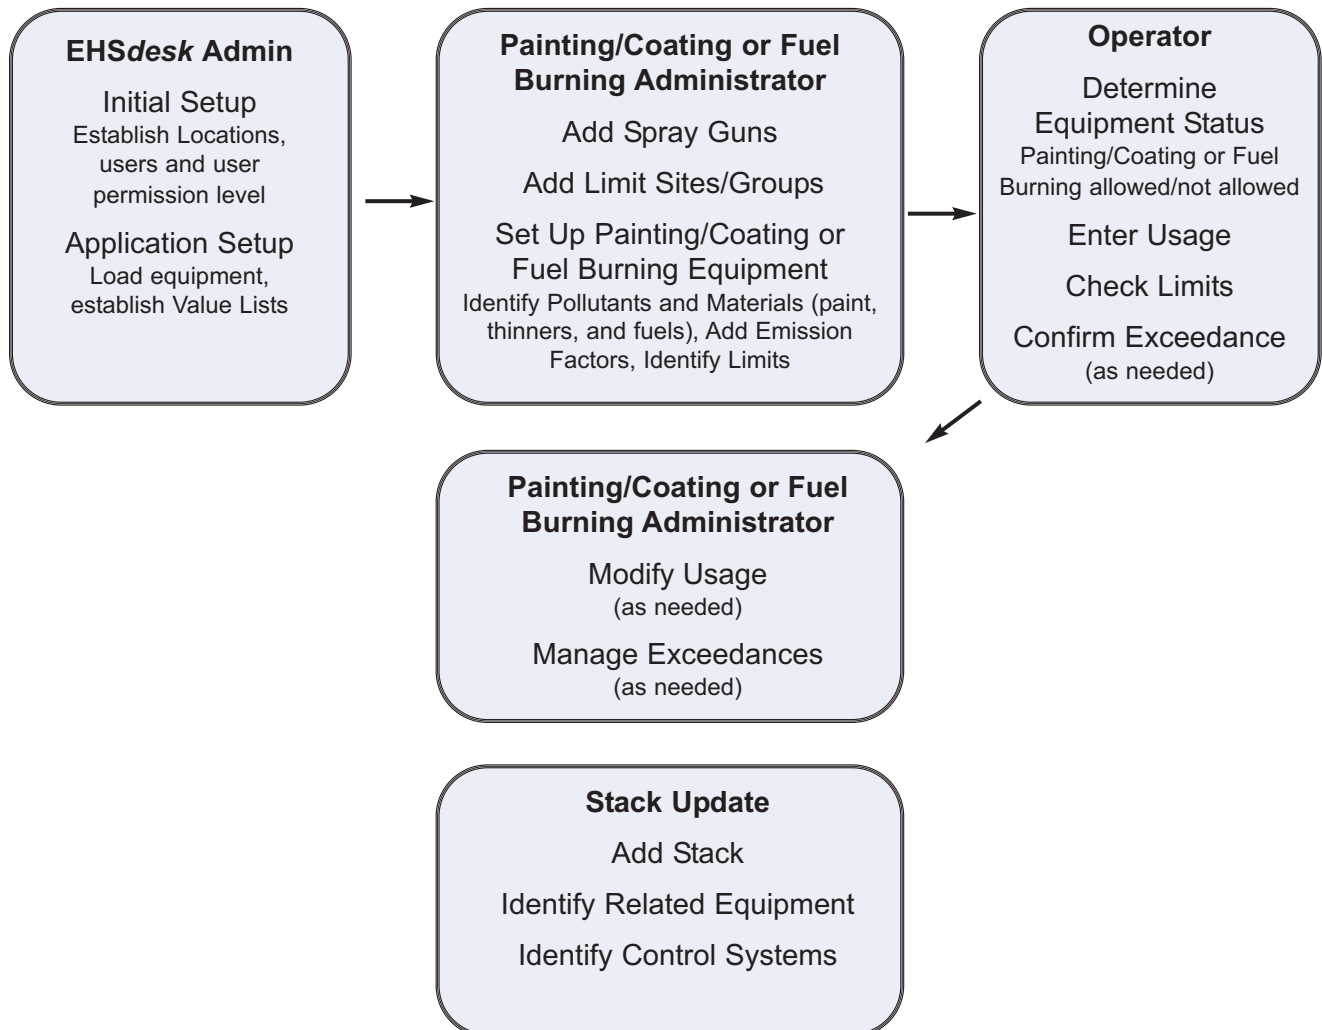 EHSdesk Admin
Initial Setup
Establish Locations,
users and user
permission level
Application Setup
Load equipment,
establish Value Lists
Painting/Coating or Fuel
Burning Administrator
Add Spray Guns
Add Limit Sites/Groups
Set Up Painting/Coating or
Fuel Burning Equipment
Identify Pollutants and Materials (paint,
thinners, and fuels), Add Emission
Factors, Identify Limits
Operator
Determine
Equipment Status
Painting/Coating or Fuel
Burning allowed/not allowed
Enter Usage
Check Limits
Confirm Exceedance
(as needed)
Painting/Coating or Fuel
Burning Administrator
Modify Usage
(as needed)
Manage Exceedances
(as needed)
Stack Update
Add Stack
Identify Related Equipment
Identify Control Systems